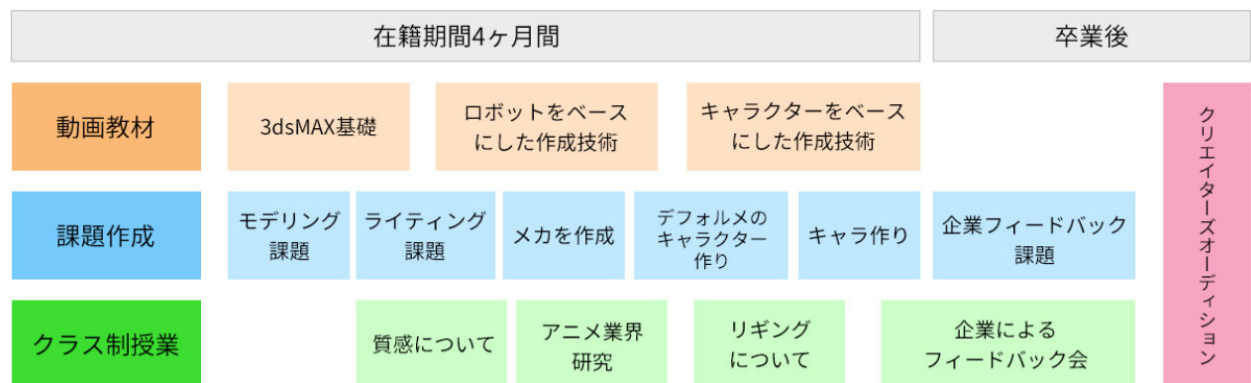 在籍期間4ヶ月間
卒業後
動画教材
3dsMAX基礎
ロボットをベース
にした作成技術
キャラクターをベース
にした作成技術
クリエイターズオーディション
課題作成
モデリング
課題
ライティング
課題
メカを作成
デフォルメの
キャラクター
作り
キャラ作り
企業フィードバック
課題
クラス制授業
質感について
アニメ業界
研究
リギング
について
企業による
フィードバック会